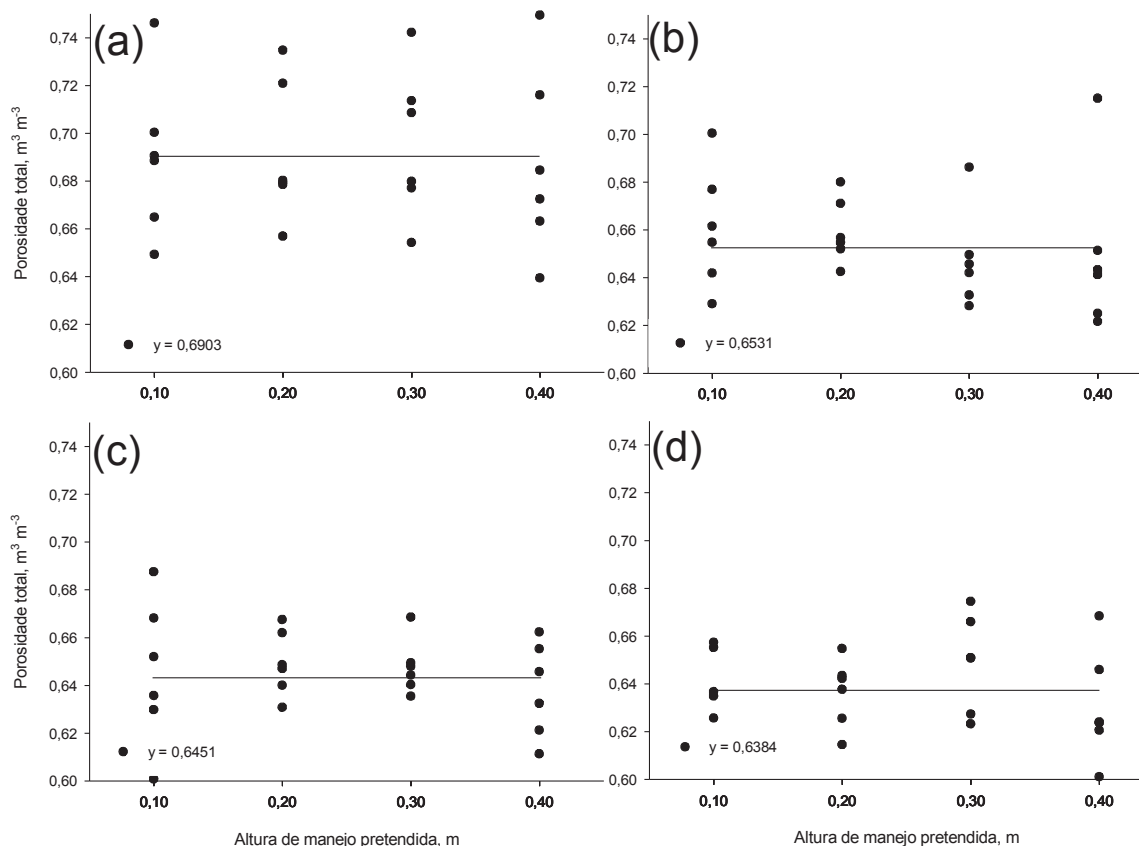 (a)
Porosidade total, m³ m⁻³
0,74
0,72
0,70
0,68
0,66
0,64
0,62
0,60
y = 0,6903
0,10 0,20 0,30 0,40
(b)
0,74
0,72
0,70
0,68
0,66
0,64
0,62
0,60
y = 0,6531
0,10 0,20 0,30 0,40
(c)
Porosidade total, m³ m⁻³
0,74
0,72
0,70
0,68
0,66
0,64
0,62
0,60
y = 0,6451
0,10 0,20 0,30 0,40
Altura de manejo pretendida, m
(d)
0,74
0,72
0,70
0,68
0,66
0,64
0,62
0,60
y = 0,6384
0,10 0,20 0,30 0,40
Altura de manejo pretendida, m